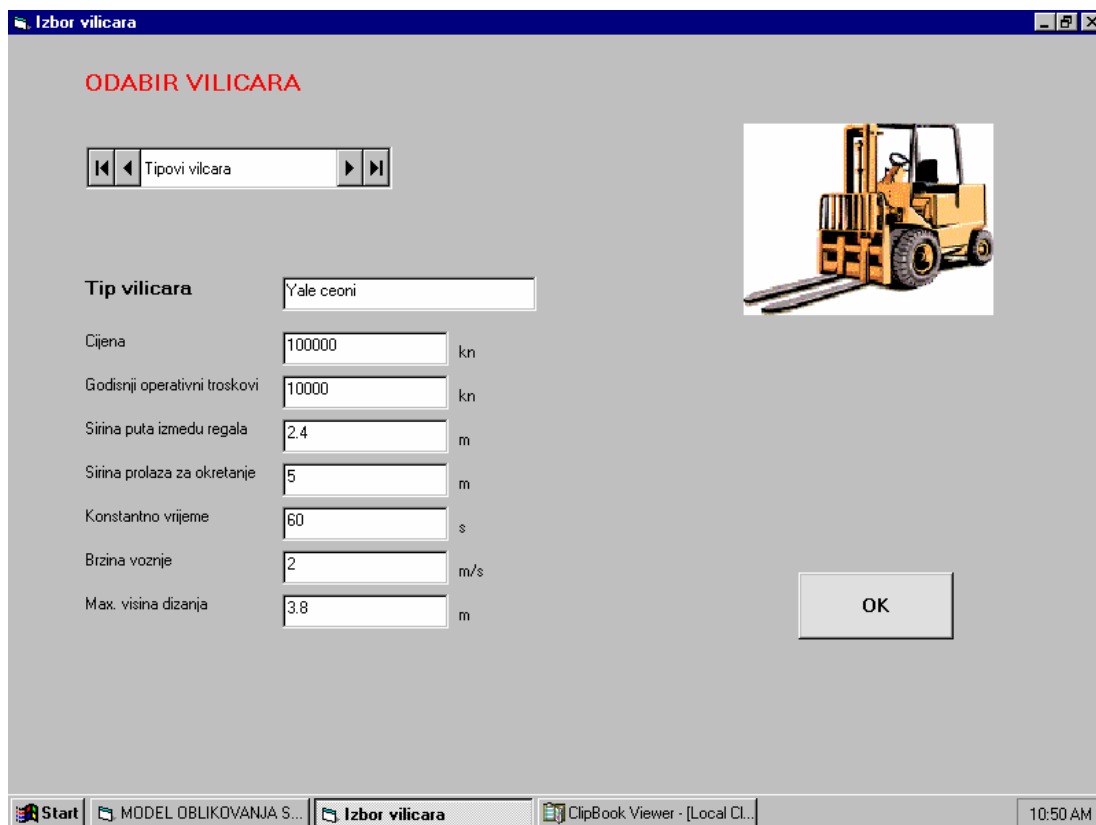 Izbor vilicara
ODABIR VILICARA
Tipovi vilcara
Tip vilicara Yale ceoni
Cijena 100000 kn
Godisnji operativni troskovi 10000 kn
Sirina puta izmedu regala 2.4 m
Sirina prolaza za okretanje 5 m
Konstantno vrijeme 60 s
Brzina voznje 2 m/s
Max. visina dizanja 3.8 m
OK
Start MODEL OBLIKOVANJA S... Izbor vilicara ClipBook Viewer - [Local Cl... 10:50 AM